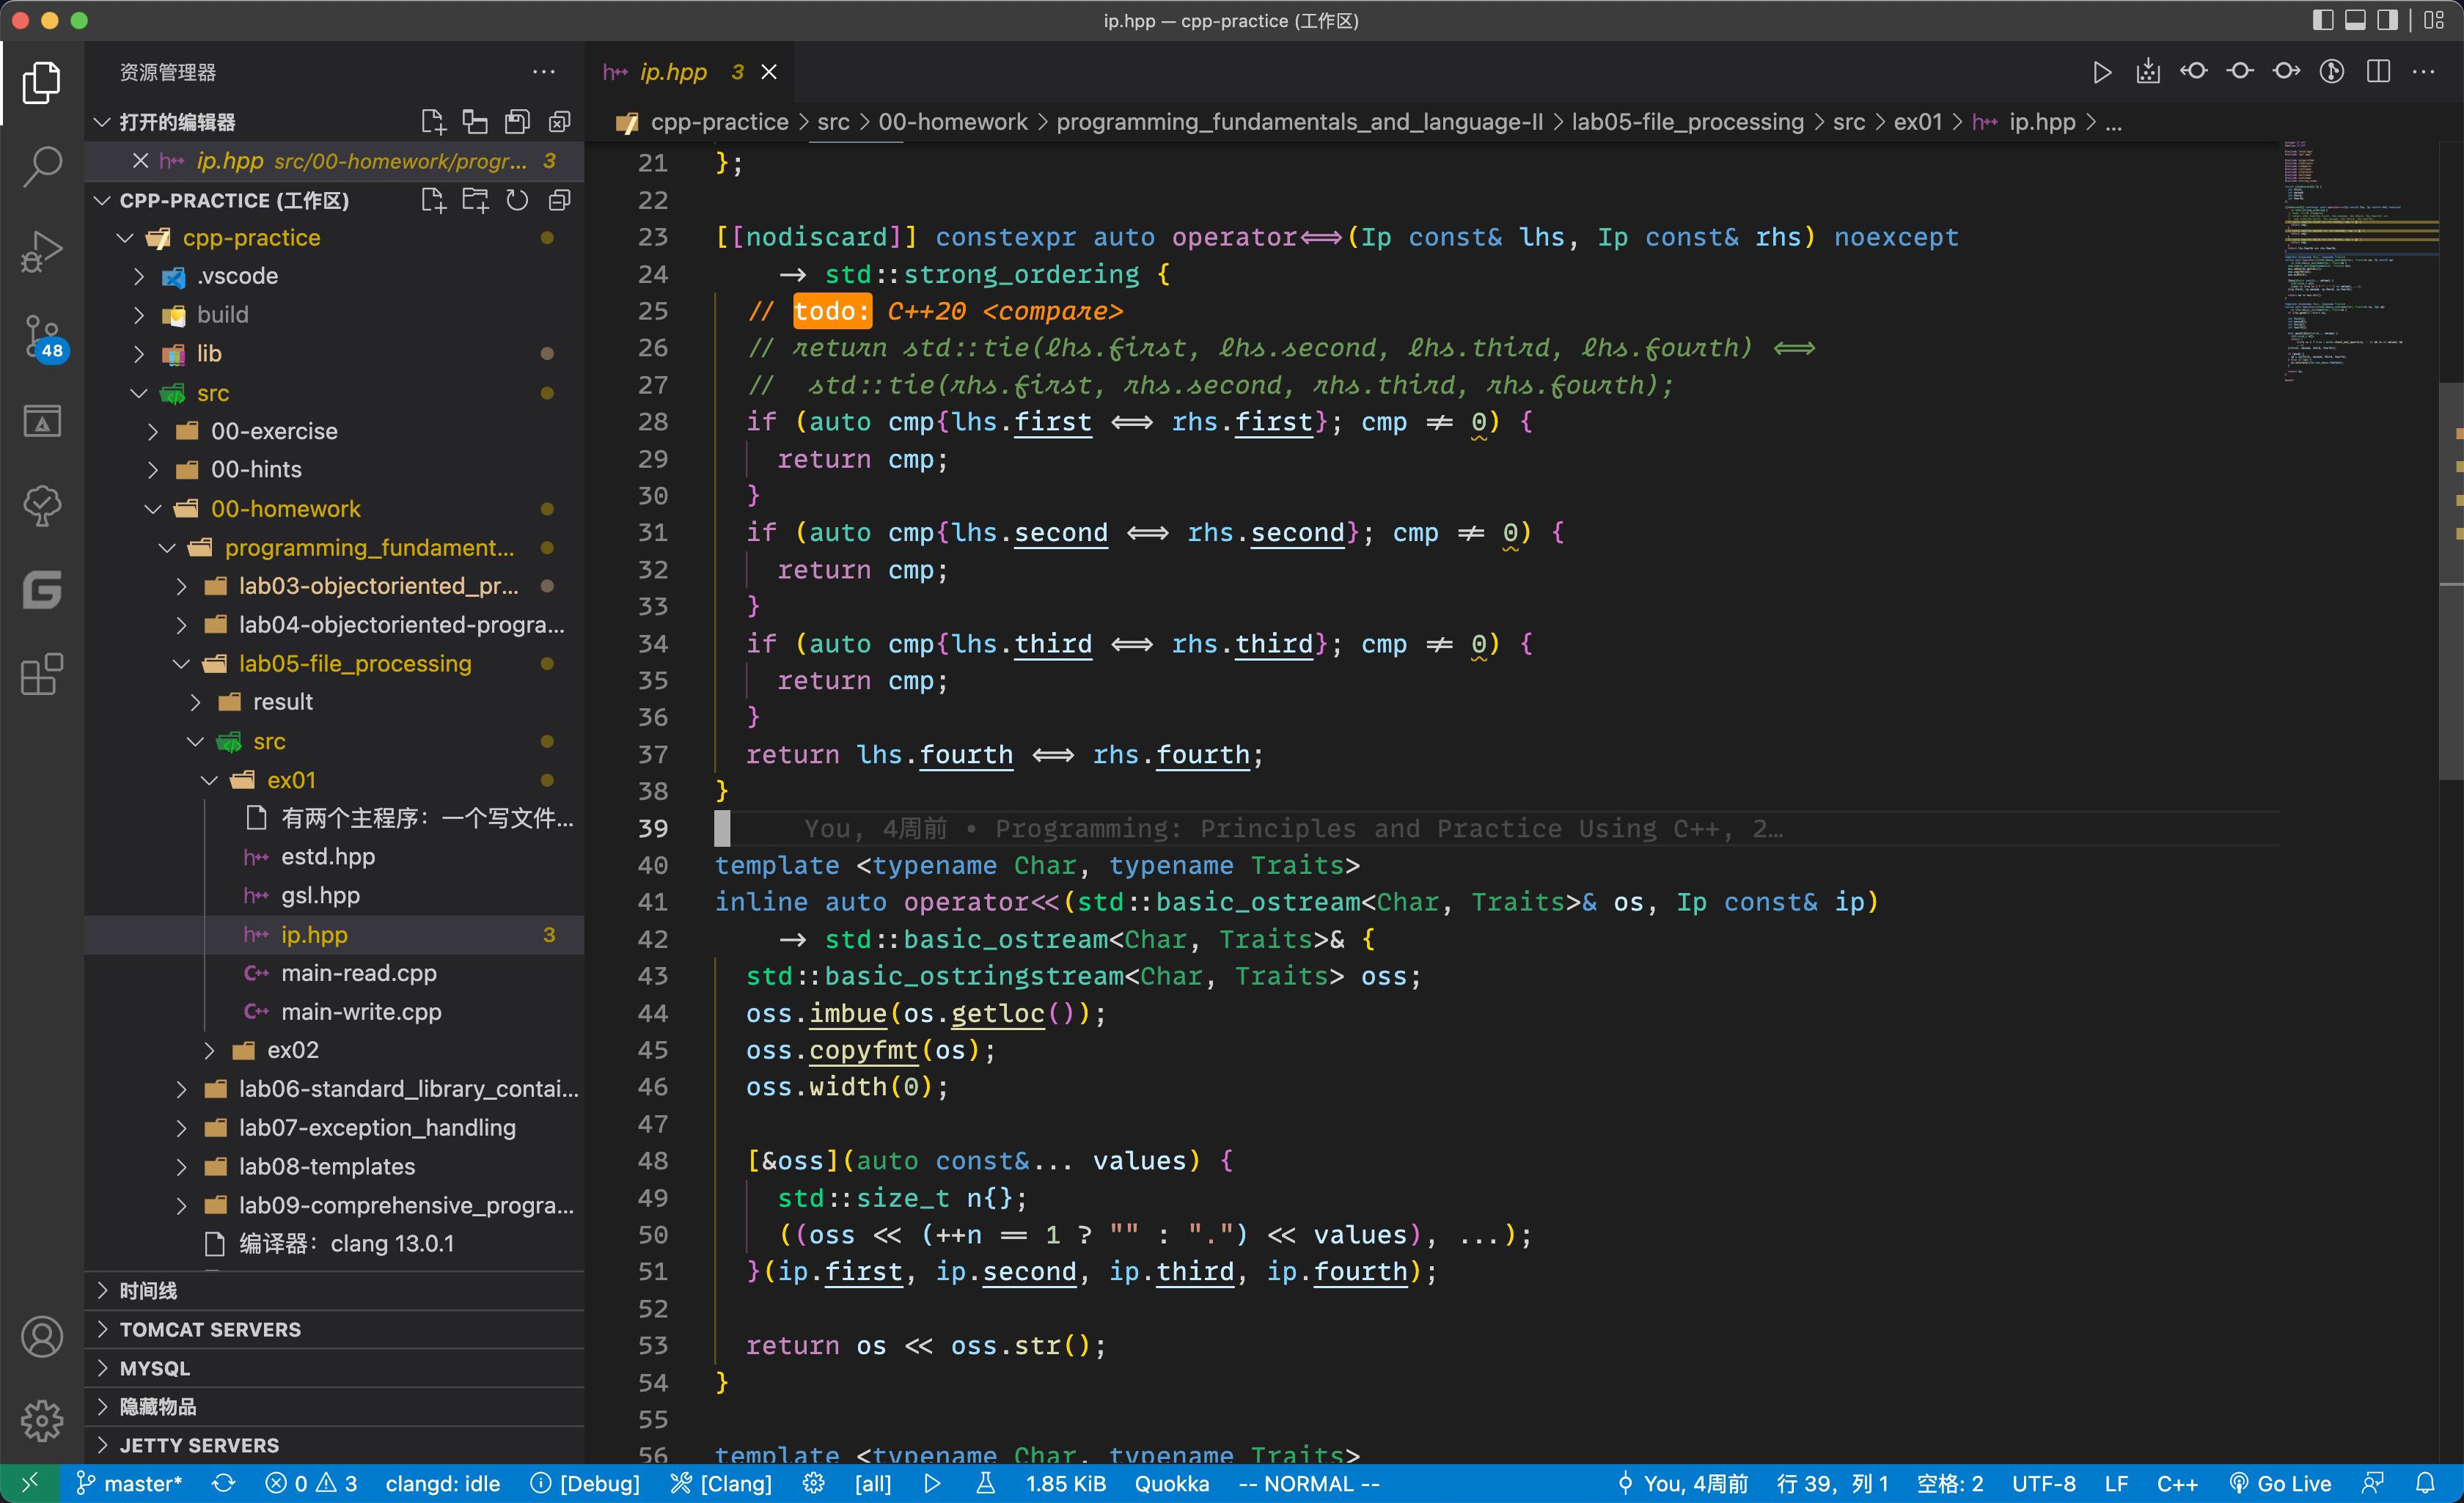 ip.hpp — cpp-practice (工作区)
资源管理器
打开的编辑器
ip.hpp src/00-homework/progr... 3
CPP-PRACTICE (工作区)
cpp-practice
.vscode
build
lib
src
00-exercise
00-hints
00-homework
programming_fundament...
lab03-objectoriented_pr...
lab04-objectoriented-progra...
lab05-file_processing
result
src
ex01
有两个主程序：一个写文件...
h++ estd.hpp
h++ gsl.hpp
h++ ip.hpp 3
C++ main-read.cpp
C++ main-write.cpp
ex02
lab06-standard_library_contai...
lab07-exception_handling
lab08-templates
lab09-comprehensive_progra...
编译器：clang 13.0.1
时间线
TOMCAT SERVERS
MYSQL
隐藏物品
JETTY SERVERS
48
h++ ip.hpp 3
cpp-practice > src > 00-homework > programming_fundamentals_and_language-II > lab05-file_processing > src > ex01 > h++ ip.hpp > ...
21 };
22
23 [[nodiscard]] constexpr auto operator<=>(Ip const& lhs, Ip const& rhs) noexcept
24     -> std::strong_ordering {
25   // todo: C++20 <compare>
26   // return std::tie(lhs.first, lhs.second, lhs.third, lhs.fourth) <=>
27   //  std::tie(rhs.first, rhs.second, rhs.third, rhs.fourth);
28   if (auto cmp{lhs.first <=> rhs.first}; cmp != 0) {
29     return cmp;
30   }
31   if (auto cmp{lhs.second <=> rhs.second}; cmp != 0) {
32     return cmp;
33   }
34   if (auto cmp{lhs.third <=> rhs.third}; cmp != 0) {
35     return cmp;
36   }
37   return lhs.fourth <=> rhs.fourth;
38 }
39 You, 4周前 • Programming: Principles and Practice Using C++, 2…
40 template <typename Char, typename Traits>
41 inline auto operator<<(std::basic_ostream<Char, Traits>& os, Ip const& ip)
42     -> std::basic_ostream<Char, Traits>& {
43   std::basic_ostringstream<Char, Traits> oss;
44   oss.imbue(os.getloc());
45   oss.copyfmt(os);
46   oss.width(0);
47
48   [&oss](auto const&... values) {
49     std::size_t n{};
50     ((oss << (++n == 1 ? "" : ".") << values), ...);
51   }(ip.first, ip.second, ip.third, ip.fourth);
52
53   return os << oss.str();
54 }
55
56 template <typename Char, typename Traits>
master* 0 3 clangd: idle [Debug] [Clang] [all] 1.85 KiB Quokka -- NORMAL -- You, 4周前 行 39，列 1 空格: 2 UTF-8 LF C++ Go Live